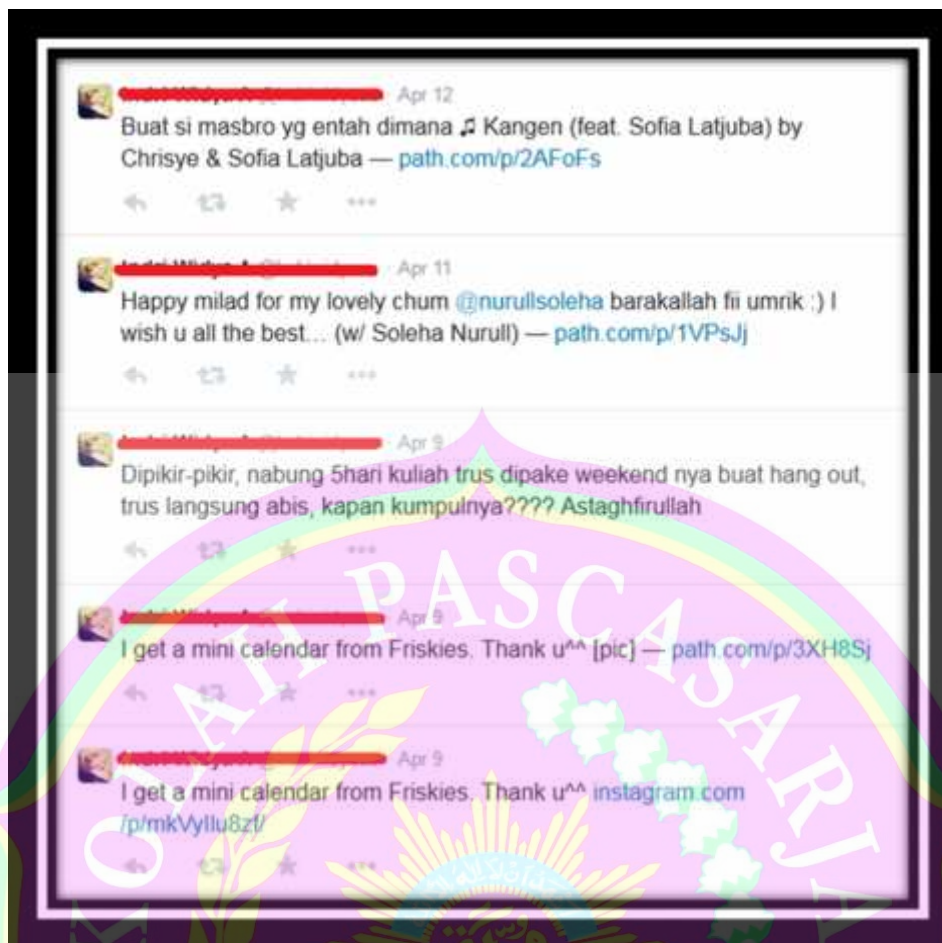 Apr 12
Buat si masbro yg entah dimana ♫ Kangen (feat. Sofia Latjuba) by
Chrisye & Sofia Latjuba — path.com/p/2AFoFs
Apr 11
Happy milad for my lovely chum @nurullsoleha barakallah fii umrik :) I
wish u all the best... (w/ Soleha Nurull) — path.com/p/1VPsJj
Apr 9
Dipikir-pikir, nabung 5hari kuliah trus dipake weekend nya buat hang out,
trus langsung abis, kapan kumpulnya???? Astaghfirullah
Apr 9
I get a mini calendar from Friskies. Thank u^^ [pic] — path.com/p/3XH8Sj
Apr 9
I get a mini calendar from Friskies. Thank u^^ instagram.com
PASCASARJA